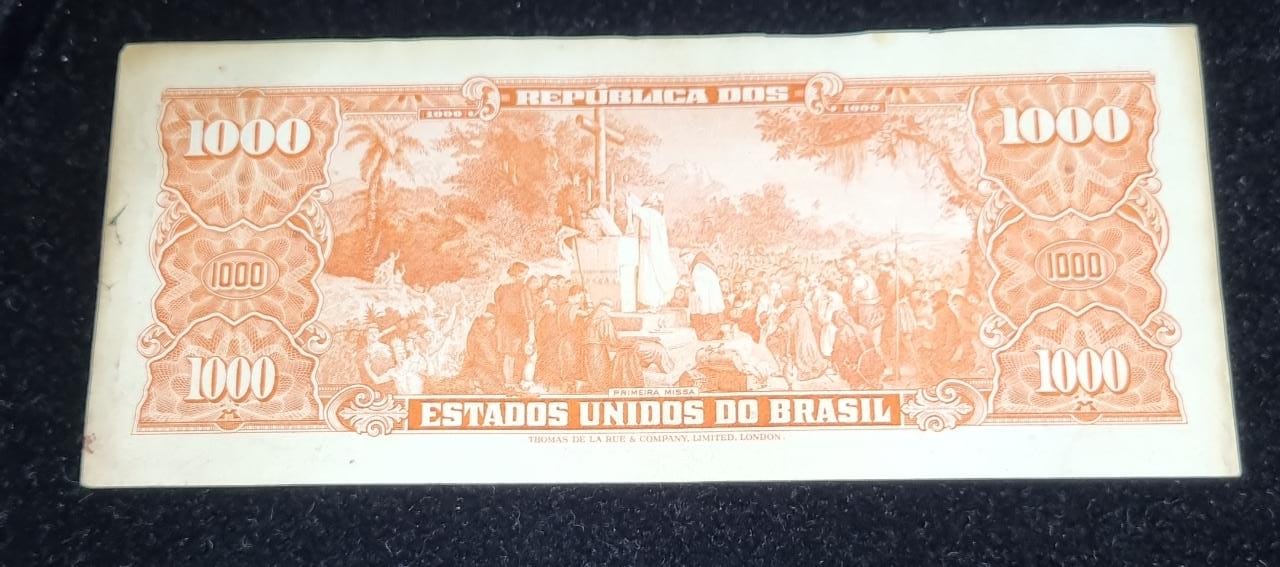 REPÚBLICA DOS
1000 1000
1000 1000
1000 1000
1000 1000
PRIMEIRA MISSA
ESTADOS UNIDOS DO BRASIL
THOMAS DE LA RUE & COMPANY, LIMITED, LONDON.